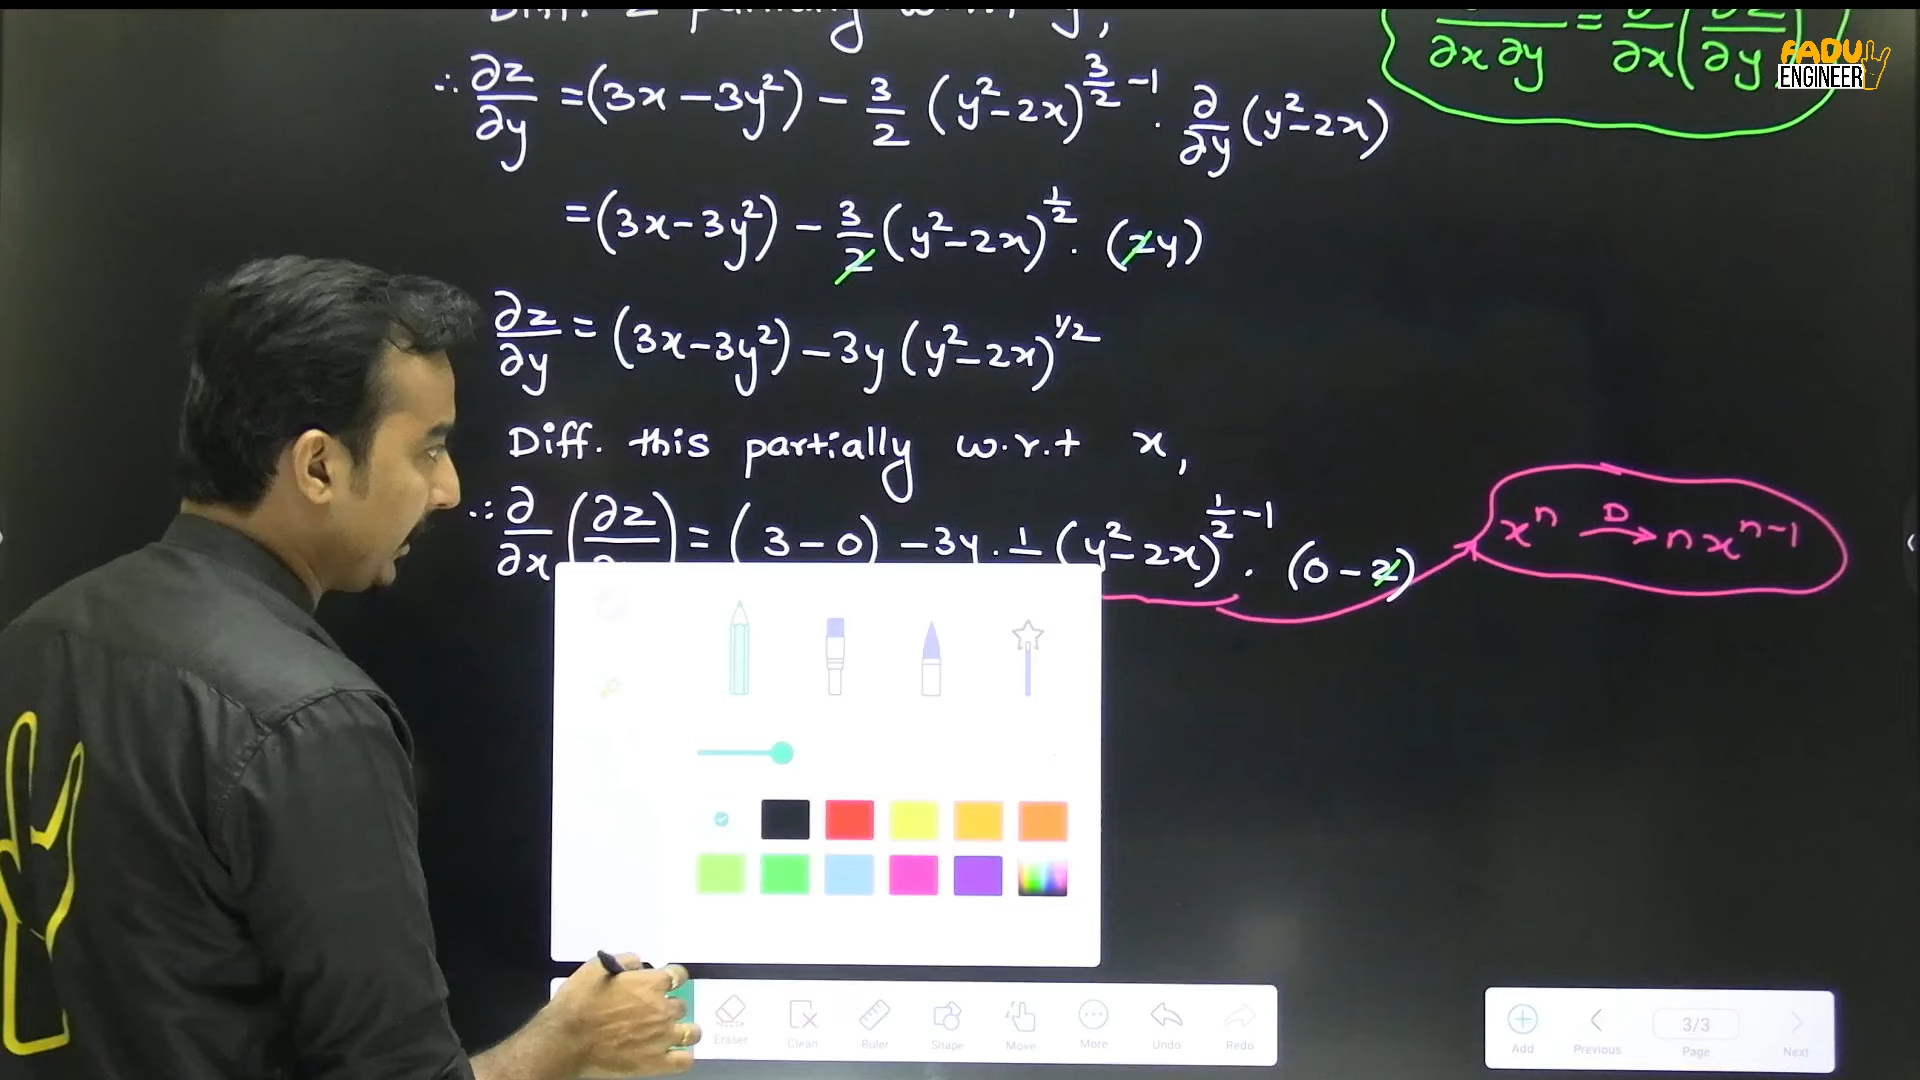 ∂x ∂y = ∂/∂x (∂z/∂y)
FADU
ENGINEER
∴ ∂z/∂y = (3x – 3y²) – 3/2 (y² – 2x)^(3/2 – 1) · ∂/∂y (y² – 2x)
= (3x – 3y²) – 3/2 (y² – 2x)^(1/2) · (2y)
∂z/∂y = (3x – 3y²) – 3y (y² – 2x)^(1/2)
Diff. this partially w.r.t x,
∴ ∂/∂x (∂z = (3 – 0) – 3y · 1 (y² – 2x)^(1/2 – 1) · (0 – 2)
xⁿ D→ n xⁿ⁻¹
Eraser Clean Ruler Shape Move More Undo Redo
3/3
Add Previous Page Next